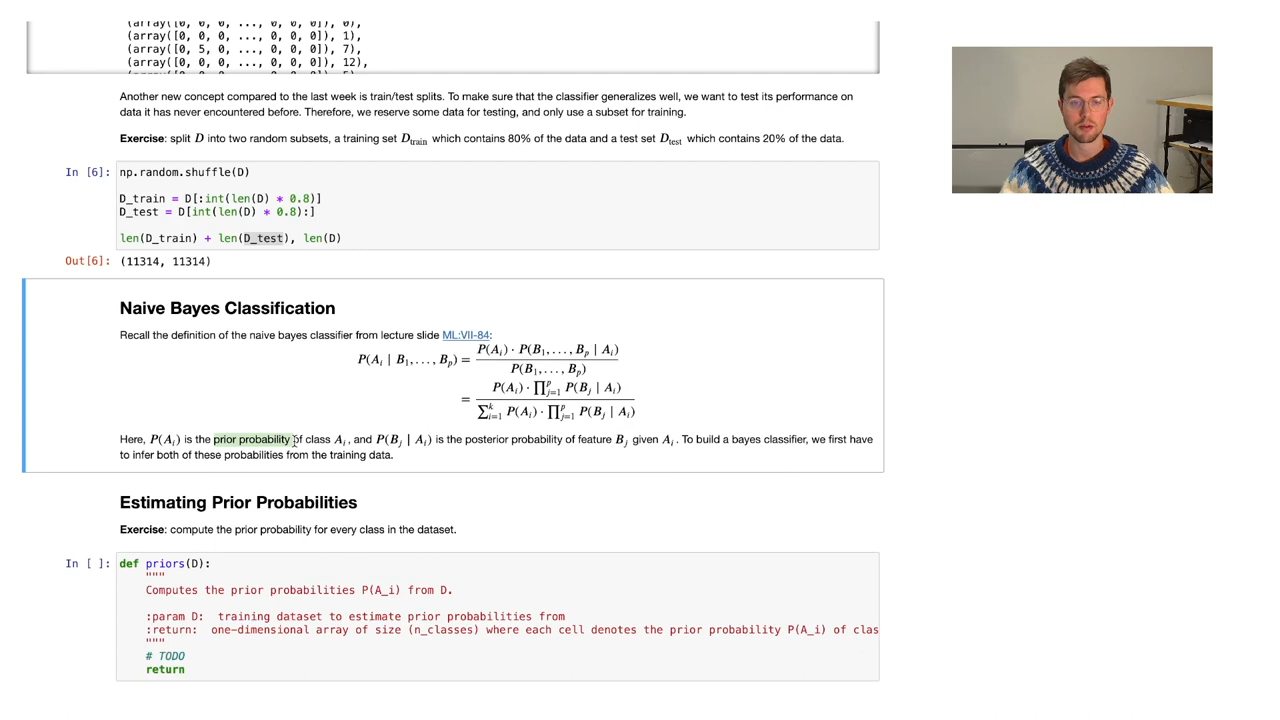 (array([0, 0, 0, ..., 0, 0, 0]), 0),
(array([0, 0, 0, ..., 0, 0, 0]), 1),
(array([0, 5, 0, ..., 0, 0, 0]), 7),
(array([0, 0, 0, ..., 0, 0, 0]), 12),
Another new concept compared to the last week is train/test splits. To make sure that the classifier generalizes well, we want to test its performance on
data it has never encountered before. Therefore, we reserve some data for testing, and only use a subset for training.
Exercise: split D into two random subsets, a training set D_train which contains 80% of the data and a test set D_test which contains 20% of the data.
In [6]: np.random.shuffle(D)
D_train = D[:int(len(D) * 0.8)]
D_test = D[int(len(D) * 0.8):]
len(D_train) + len(D_test), len(D)
Out[6]: (11314, 11314)
Naive Bayes Classification
Recall the definition of the naive bayes classifier from lecture slide ML:VII-84:
P(A_i | B_1, . . . , B_p) = P(A_i) · P(B_1, . . . , B_p | A_i) / P(B_1, . . . , B_p)
= P(A_i) · ∏_{j=1}^p P(B_j | A_i) / ∑_{i=1}^k P(A_i) · ∏_{j=1}^p P(B_j | A_i)
Here, P(A_i) is the prior probability of class A_i, and P(B_j | A_i) is the posterior probability of feature B_j given A_i. To build a bayes classifier, we first have
to infer both of these probabilities from the training data.
Estimating Prior Probabilities
Exercise: compute the prior probability for every class in the dataset.
In [ ]: def priors(D):
"""
Computes the prior probabilities P(A_i) from D.
:param D: training dataset to estimate prior probabilities from
:return: one-dimensional array of size (n_classes) where each cell denotes the prior probability P(A_i) of clas
"""
# TODO
return